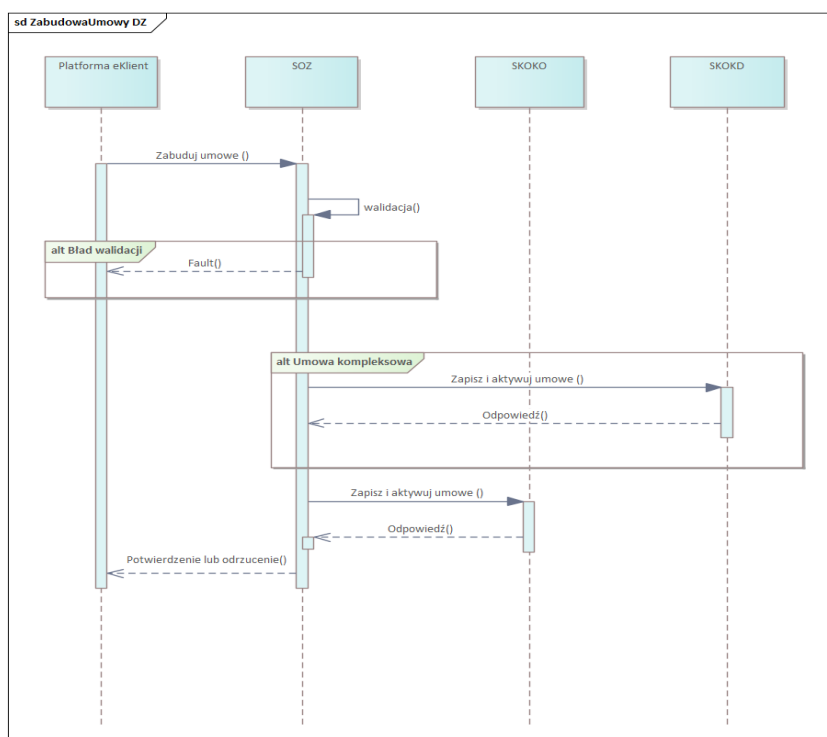 sd ZabudowaUmowy DZ
Platforma eKlient
SOZ
SKOKO
SKOKD
Zabuduj umowe ()
walidacja()
alt Bład walidacji
Fault()
alt Umowa kompleksowa
Zapisz i aktywuj umowe ()
Odpowiedź()
Zapisz i aktywuj umowe ()
Odpowiedź()
Potwierdzenie lub odrzucenie()